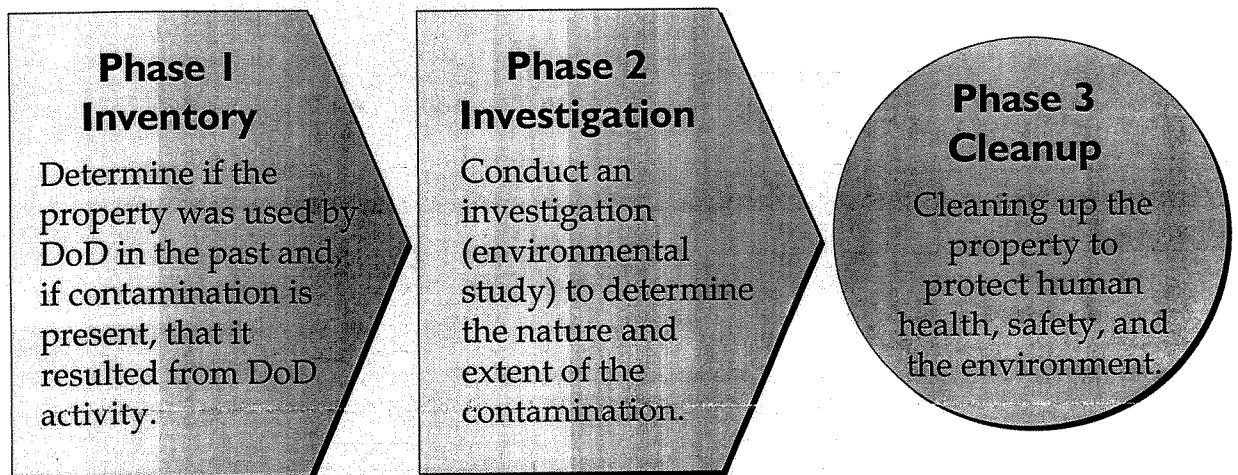 Phase 1
Inventory
Determine if the
property was used by
DoD in the past and,
if contamination is
present, that it
resulted from DoD
activity.
Phase 2
Investigation
Conduct an
investigation
(environmental
study) to determine
the nature and
extent of the
contamination.
Phase 3
Cleanup
Cleaning up the
property to
protect human
health, safety, and
the environment.